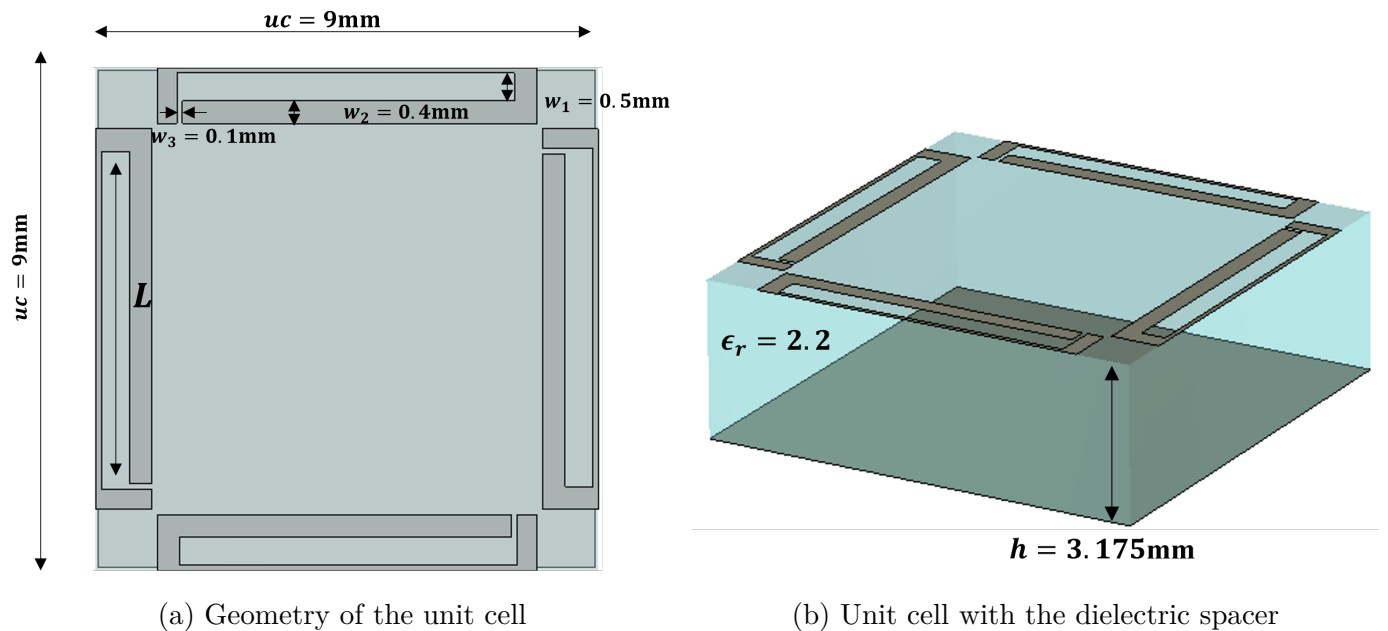 uc = 9mm
w₁ = 0.5mm
w₂ = 0.4mm
w₃ = 0.1mm
uc = 9mm
L
ϵᵣ = 2.2
h = 3.175mm
(a) Geometry of the unit cell
(b) Unit cell with the dielectric spacer